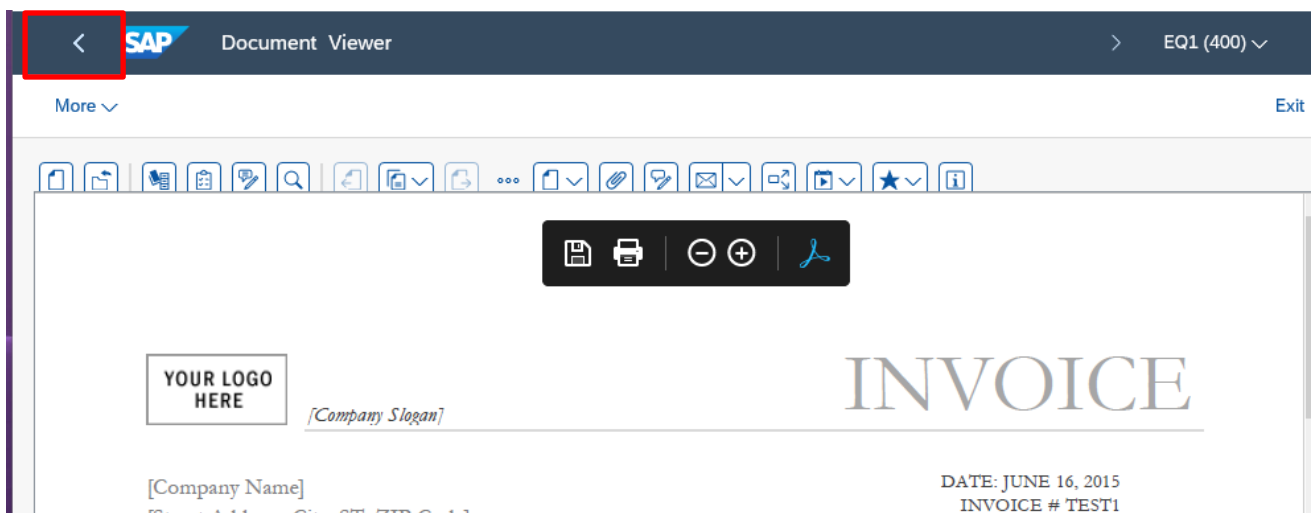 SAP Document Viewer EQ1 (400)
More Exit
YOUR LOGO
HERE
[Company Slogan]
INVOICE
[Company Name]
DATE: JUNE 16, 2015
INVOICE # TEST1